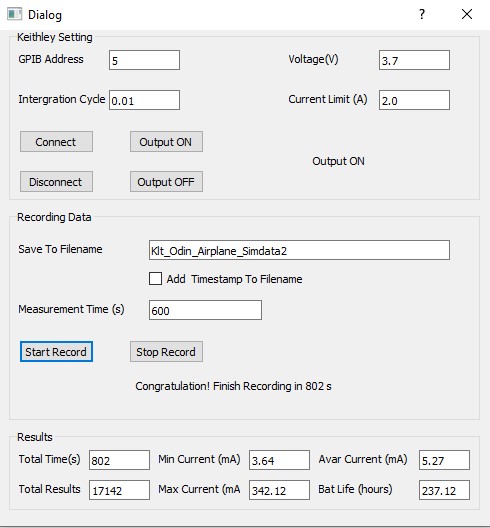 Dialog ?
Keithley Setting
GPIB Address 5 Voltage(V) 3.7
Intergration Cycle 0.01 Current Limit (A) 2.0
Connect Output ON
Output ON
Disconnect Output OFF
Recording Data
Save To Filename Klt_Odin_Airplane_Simdata2
Add Timestamp To Filename
Measurement Time (s) 600
Start Record Stop Record
Congratulation! Finish Recording in 802 s
Results
Total Time(s) 802 Min Current (mA) 3.64 Avar Current (mA) 5.27
Total Results 17142 Max Current (mA 342.12 Bat Life (hours) 237.12